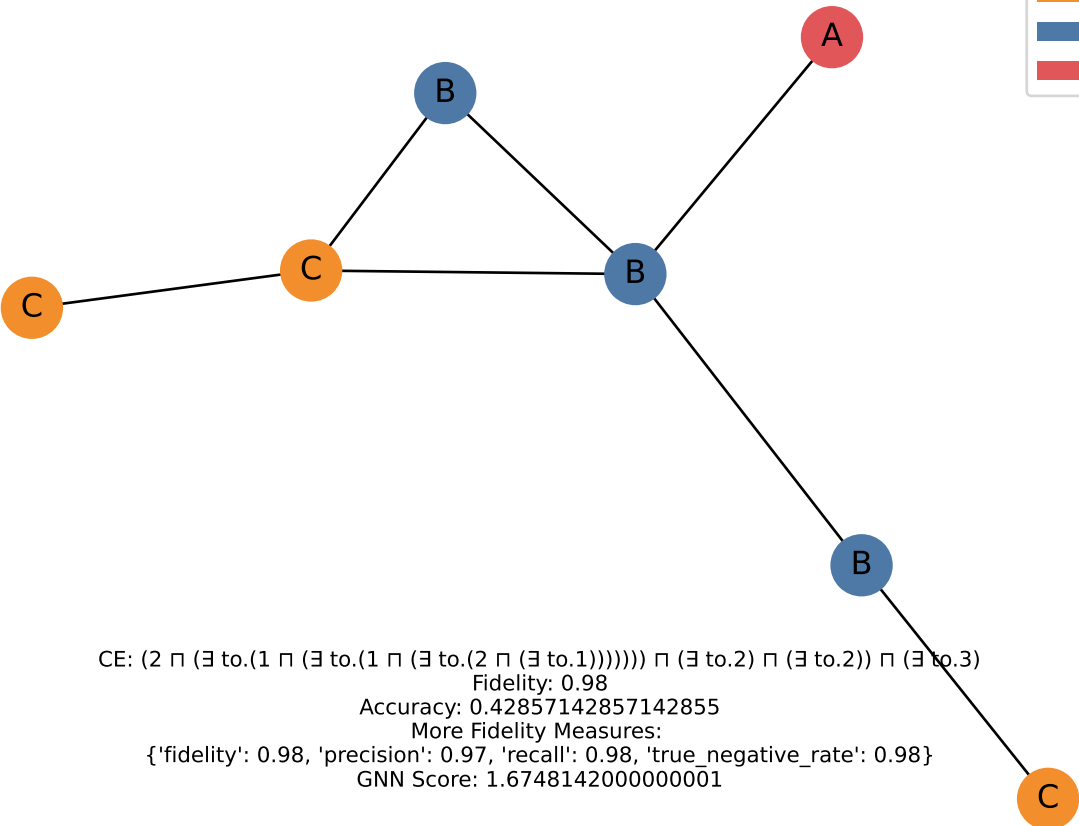 A
B
C
B
C
B
CE: (2 ⊓ (∃ to.(1 ⊓ (∃ to.(1 ⊓ (∃ to.(2 ⊓ (∃ to.1))))))) ⊓ (∃ to.2) ⊓ (∃ to.2)) ⊓ (∃ to.3)
Fidelity: 0.98
Accuracy: 0.42857142857142855
More Fidelity Measures:
{'fidelity': 0.98, 'precision': 0.97, 'recall': 0.98, 'true_negative_rate': 0.98}
GNN Score: 1.6748142000000001
C